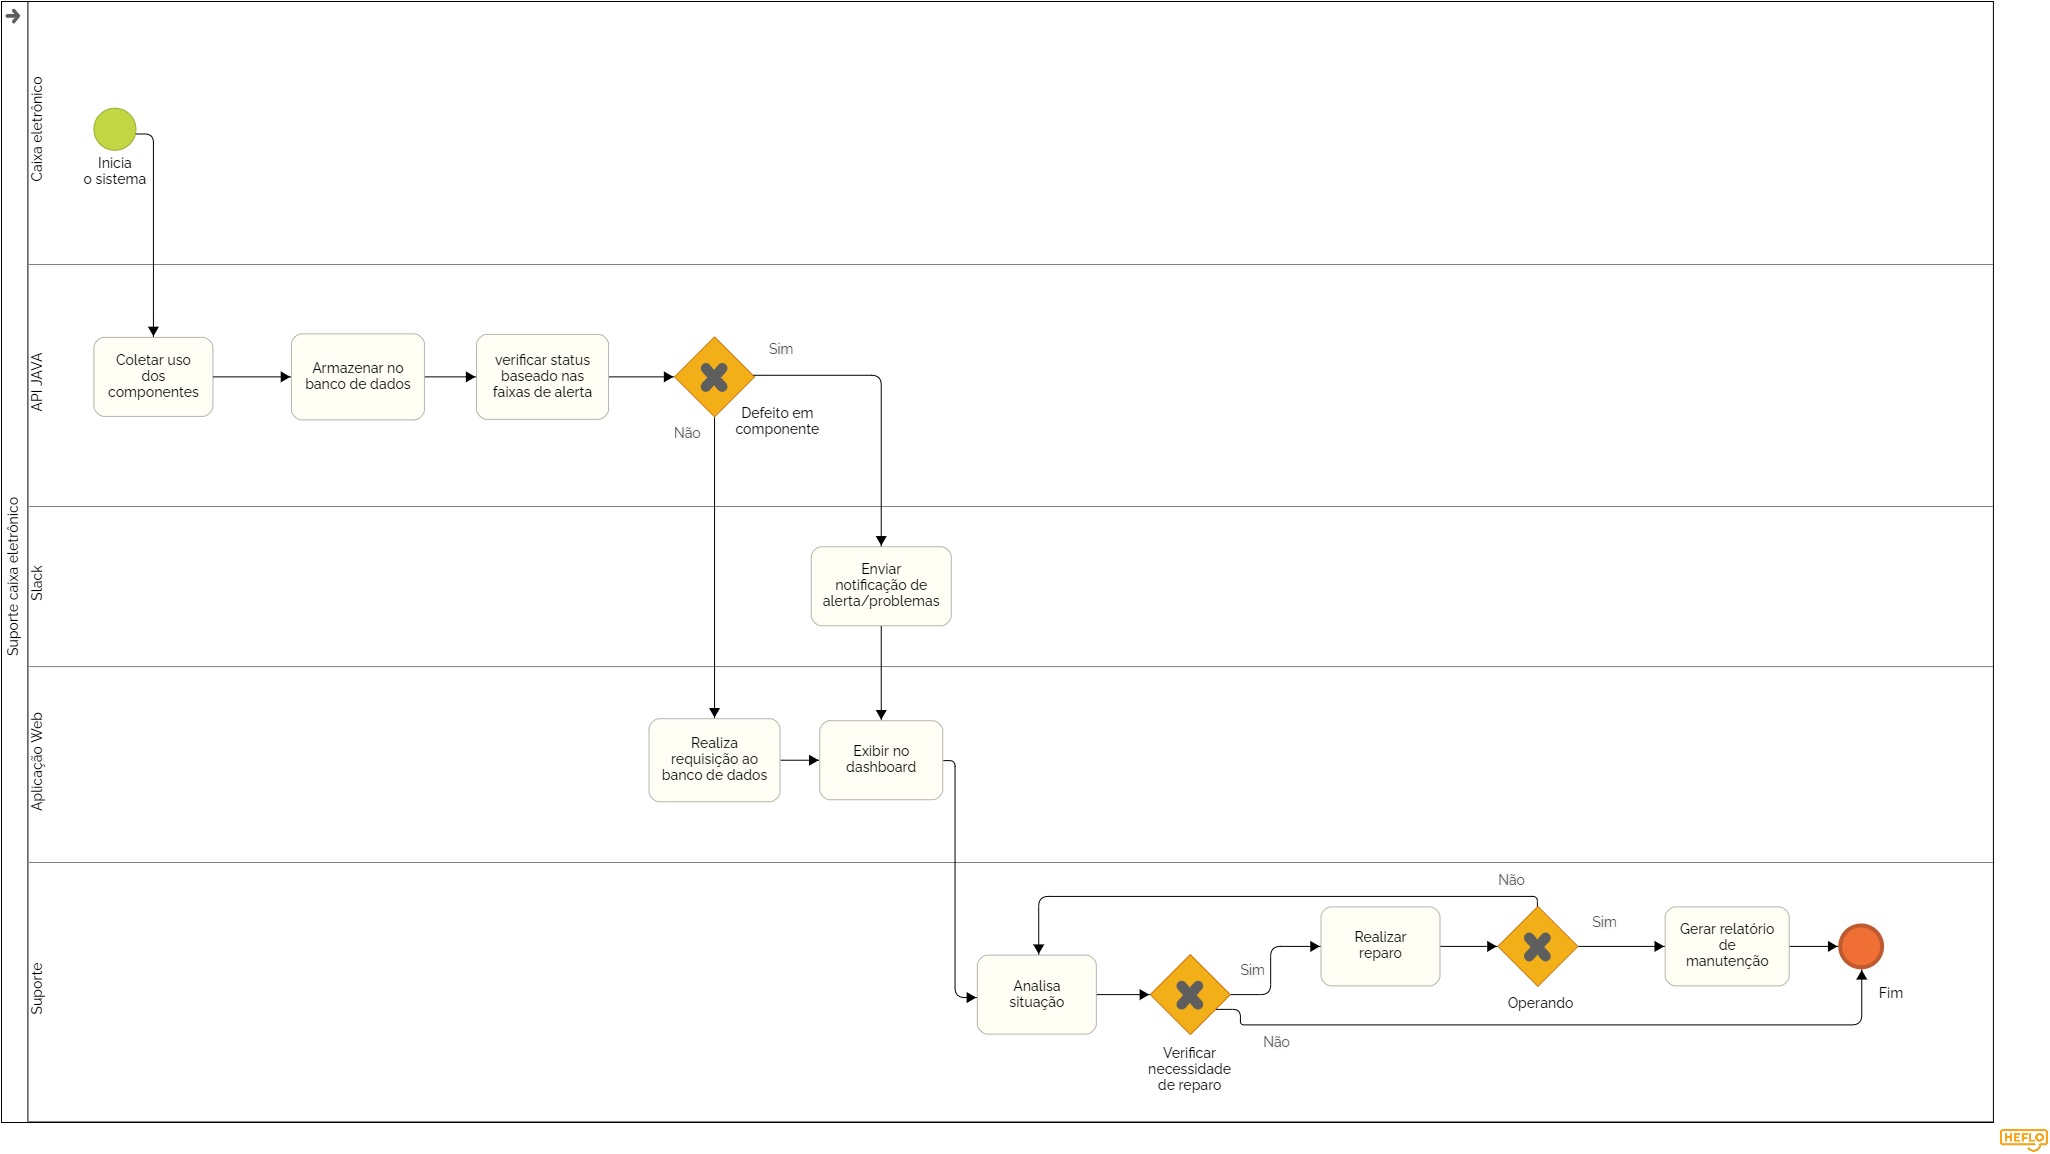 Suporte caixa eletrônico
Caixa eletrônico
Inicia
o sistema
API JAVA
Coletar uso
dos
componentes
Armazenar no
banco de dados
verificar status
baseado nas
faixas de alerta
Sim
Defeito em
componente
Não
Slack
Enviar
notificação de
alerta/problemas
Aplicação Web
Realiza
requisição ao
banco de dados
Exibir no
dashboard
Suporte
Analisa
situação
Verificar
necessidade
de reparo
Sim
Não
Realizar
reparo
Não
Operando
Sim
Gerar relatório
de
manutenção
Fim
HEFLO